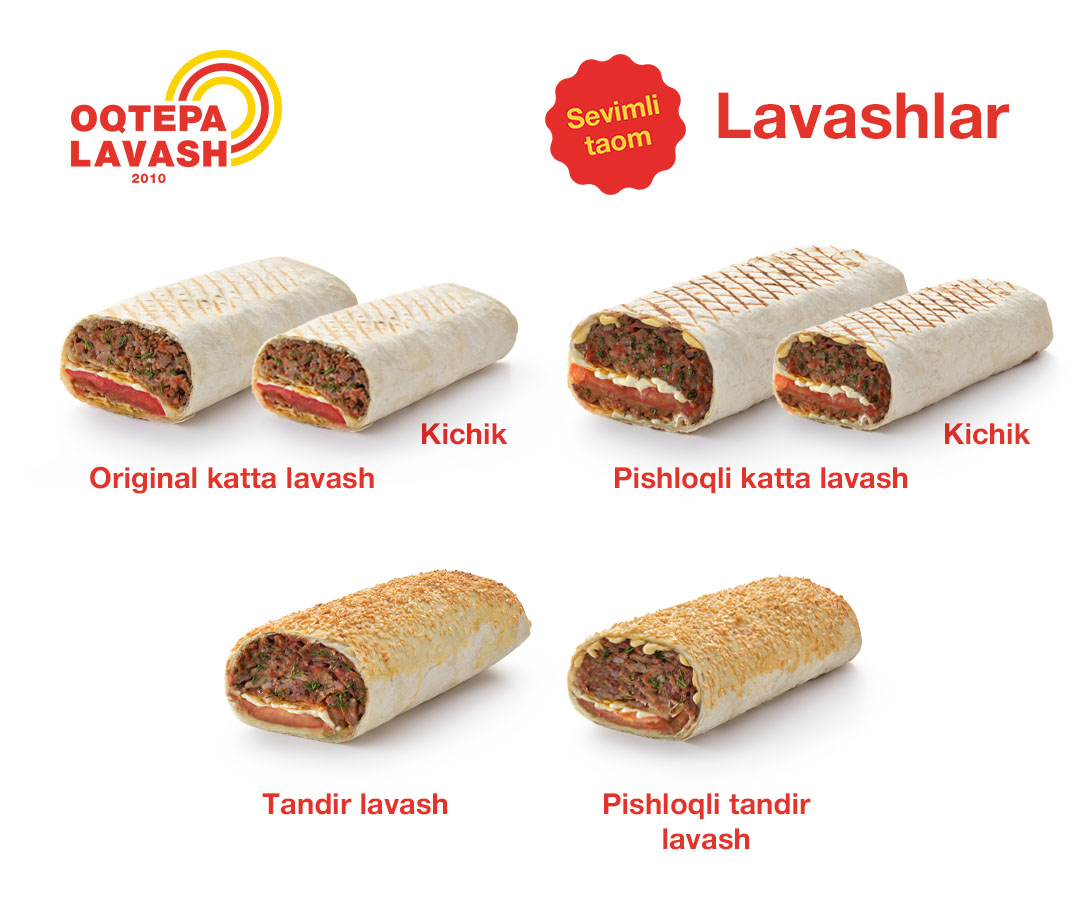 OQTEPA
LAVASH
2010
Sevimli
taom
Lavashlar
Kichik
Original katta lavash
Kichik
Pishloqli katta lavash
Tandir lavash
Pishloqli tandir
lavash